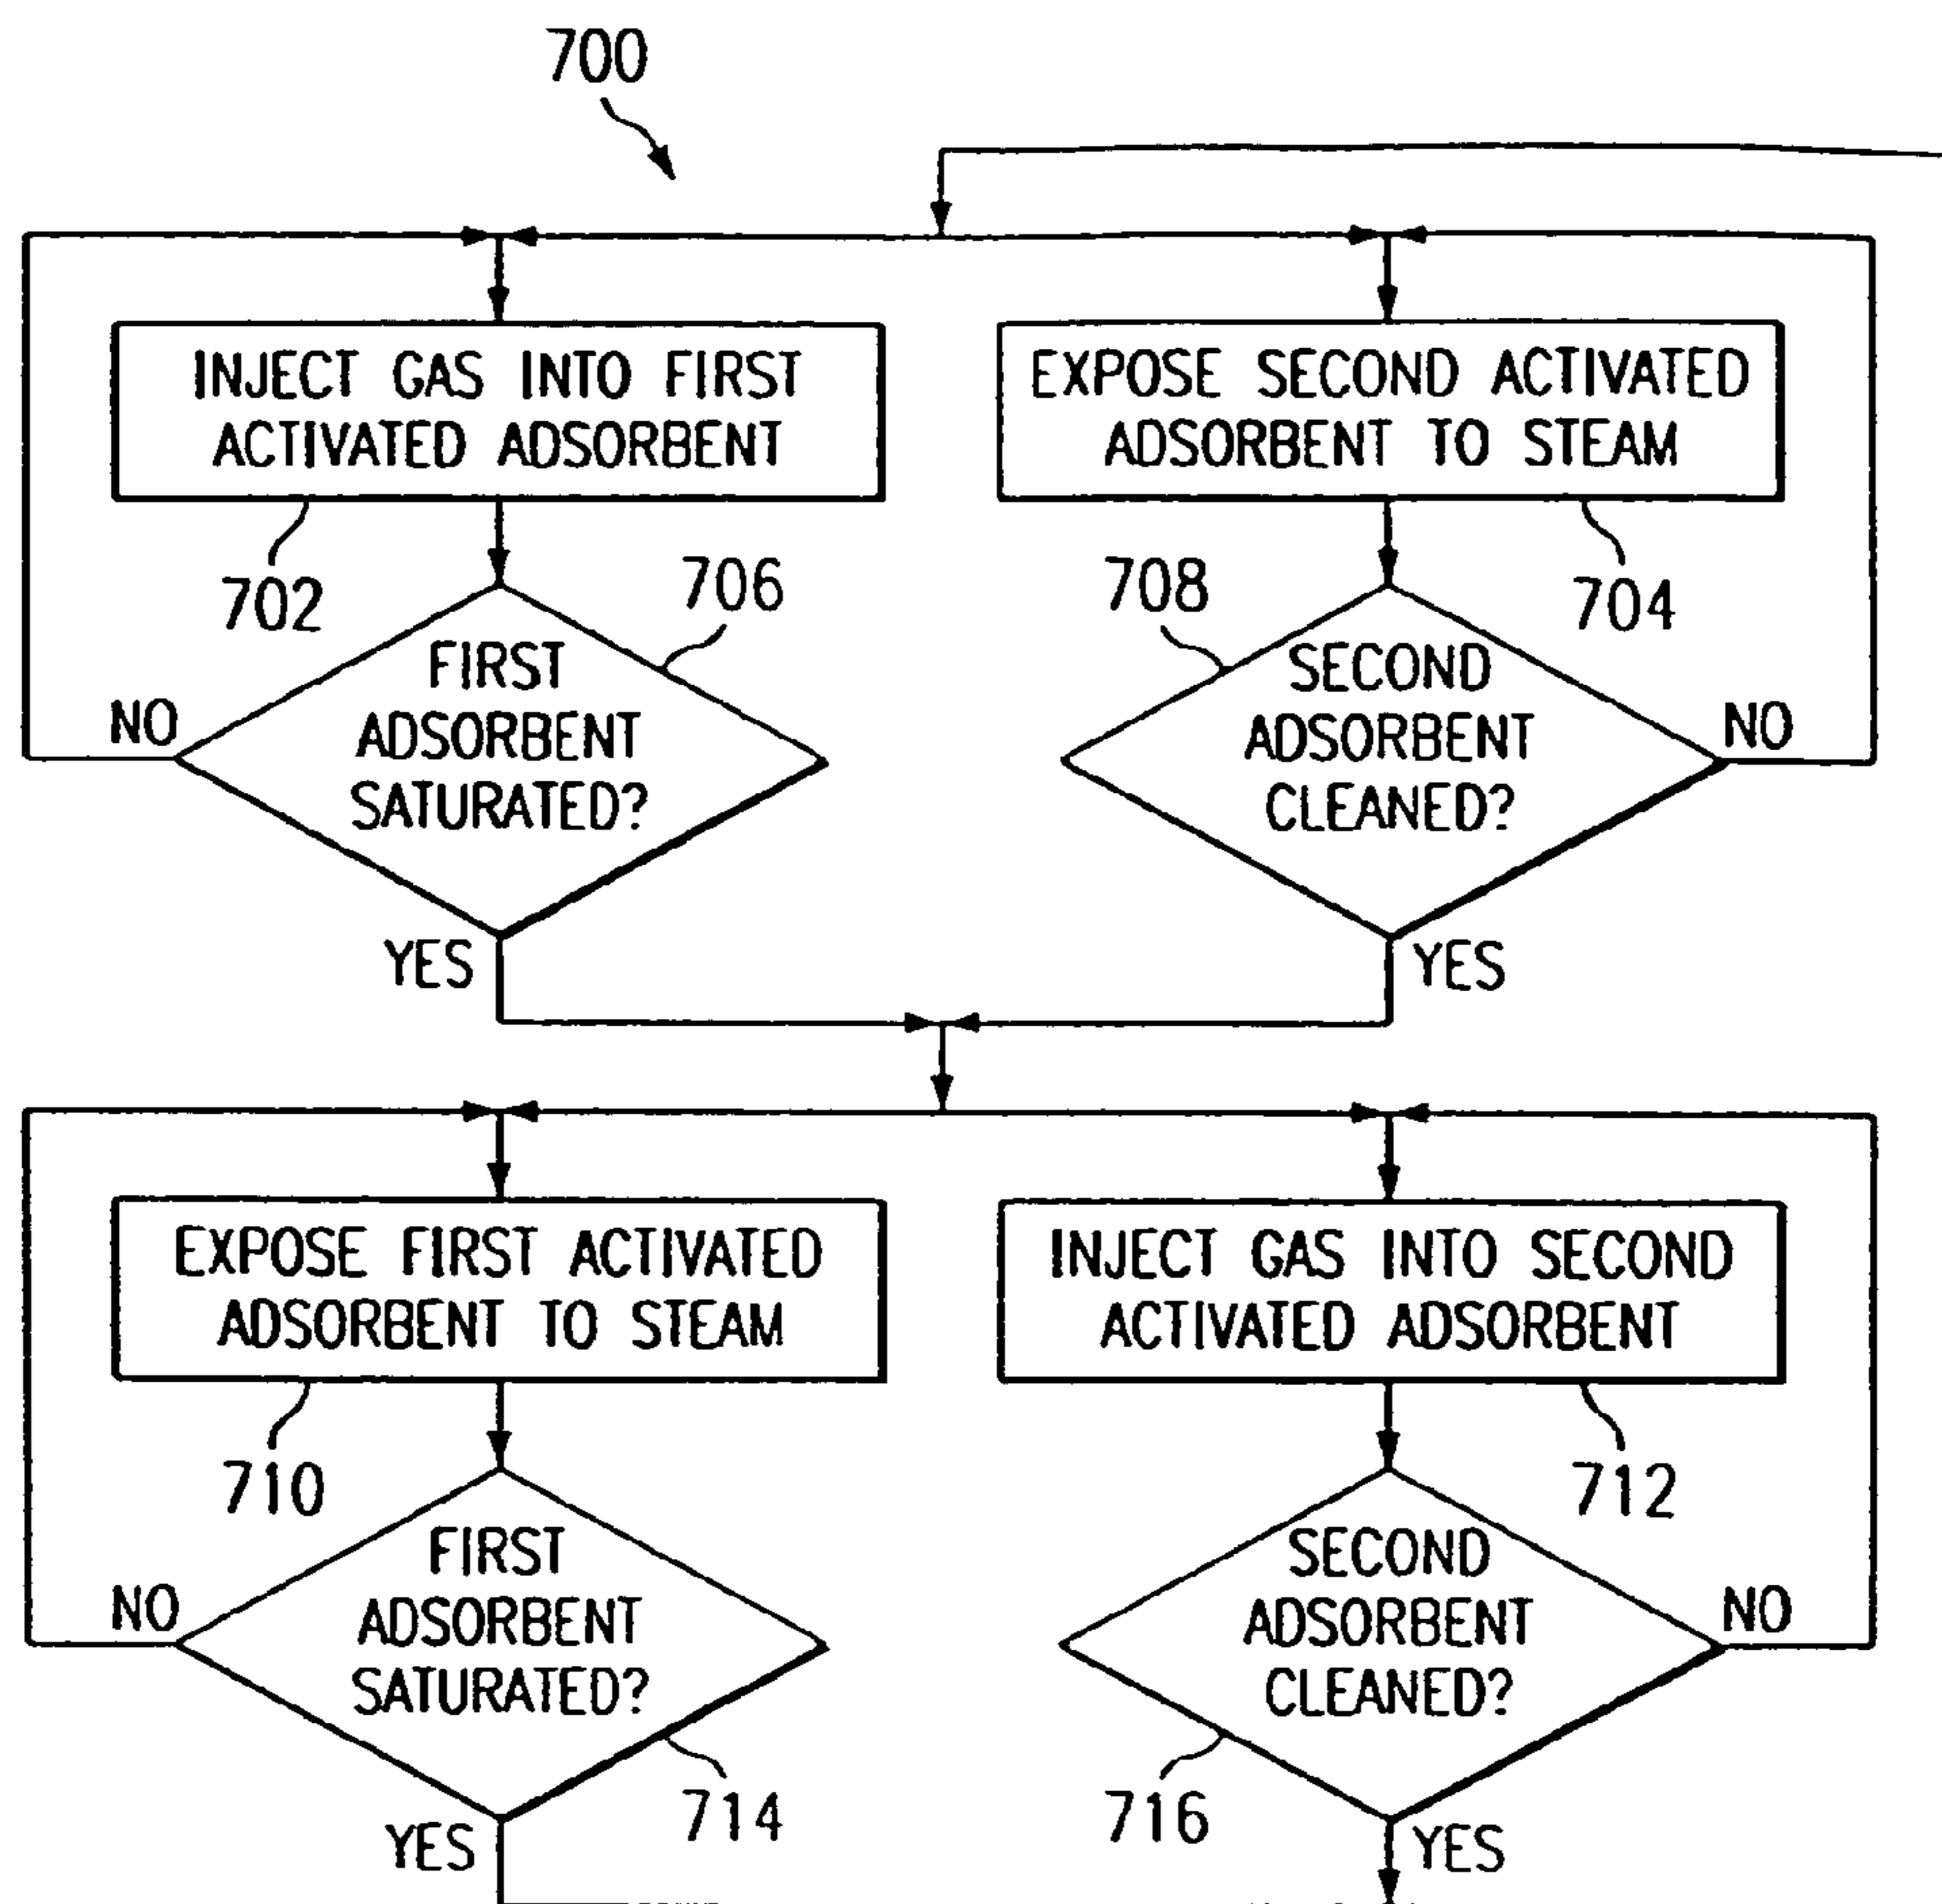 700
INJECT GAS INTO FIRST
ACTIVATED ADSORBENT
EXPOSE SECOND ACTIVATED
ADSORBENT TO STEAM
702
706
708
704
FIRST
ADSORBENT
SATURATED?
NO
YES
SECOND
ADSORBENT
CLEANED?
NO
YES
EXPOSE FIRST ACTIVATED
ADSORBENT TO STEAM
INJECT GAS INTO SECOND
ACTIVATED ADSORBENT
710
712
FIRST
ADSORBENT
SATURATED?
NO
YES
714
SECOND
ADSORBENT
CLEANED?
NO
716
YES